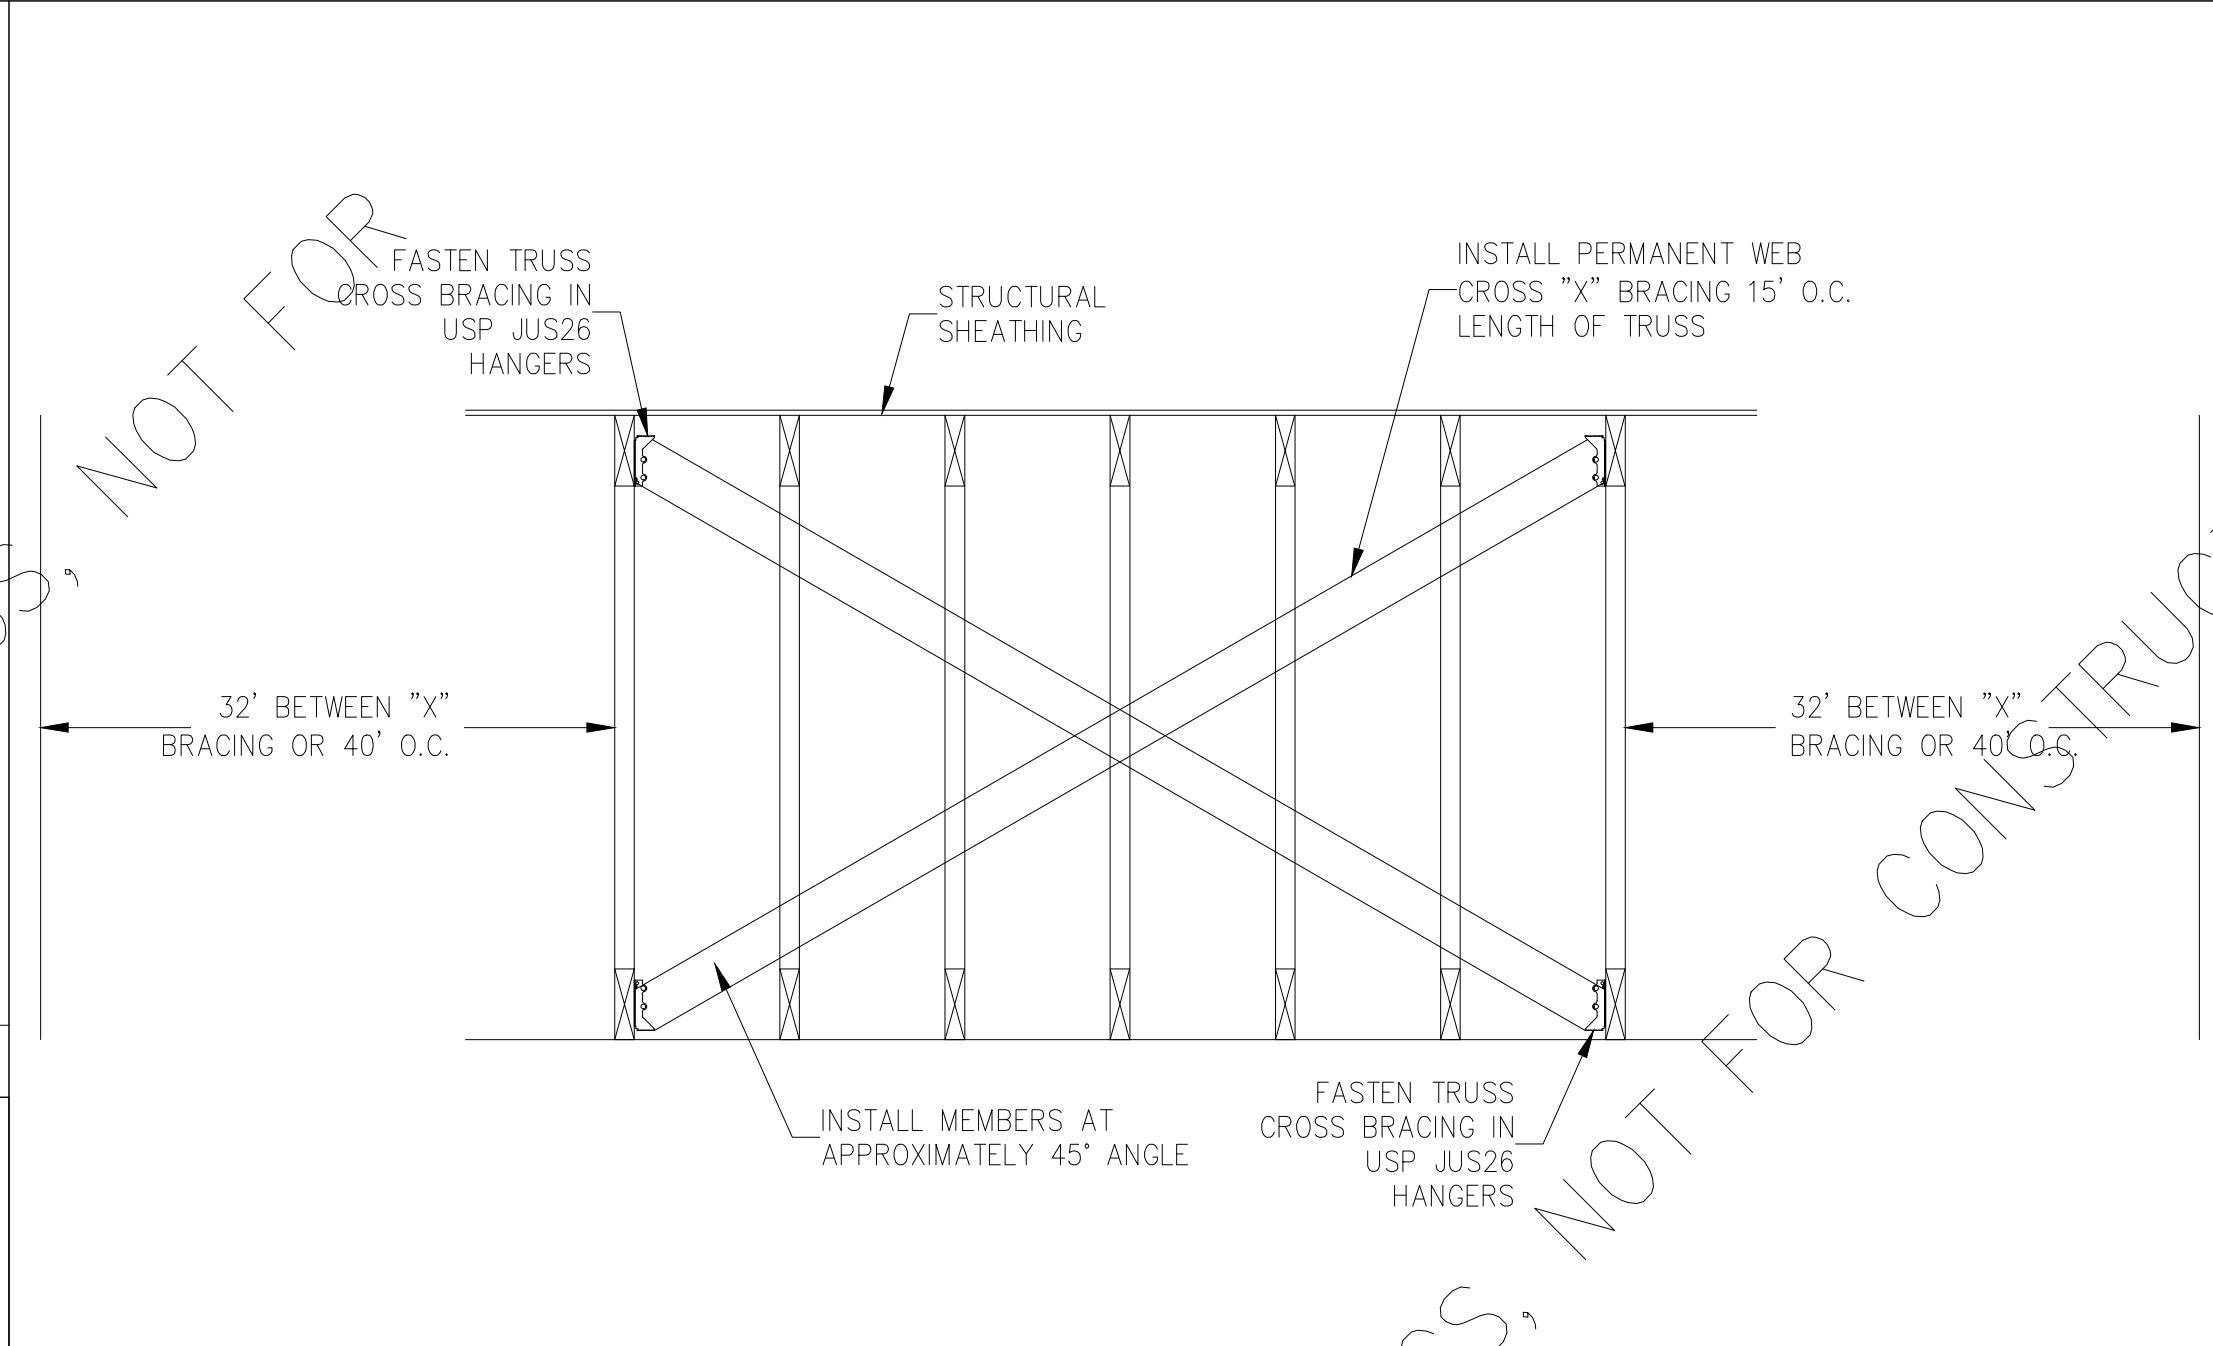 FASTEN TRUSS
CROSS BRACING IN
USP JUS26
HANGERS
STRUCTURAL
SHEATHING
INSTALL PERMANENT WEB
CROSS "X" BRACING 15' O.C.
LENGTH OF TRUSS
32' BETWEEN "X"
BRACING OR 40' O.C.
32' BETWEEN "X"
BRACING OR 40' O.C.
INSTALL MEMBERS AT
APPROXIMATELY 45° ANGLE
FASTEN TRUSS
CROSS BRACING IN
USP JUS26
HANGERS
S, NOT FOR
SS, NOT FOR CONSTRUC